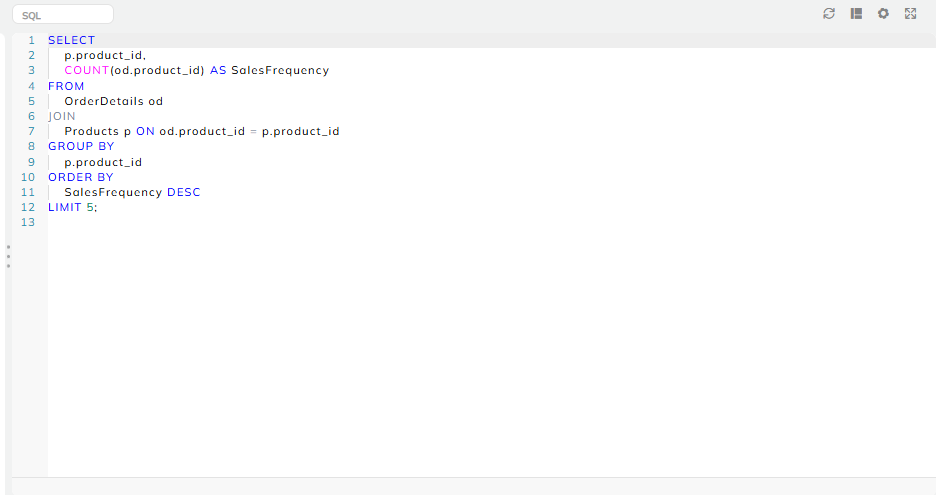 SQL
1 SELECT
2 p.product_id,
3 COUNT(od.product_id) AS SalesFrequency
4 FROM
5 OrderDetails od
6 JOIN
7 Products p ON od.product_id = p.product_id
8 GROUP BY
9 p.product_id
10 ORDER BY
11 SalesFrequency DESC
12 LIMIT 5;
13